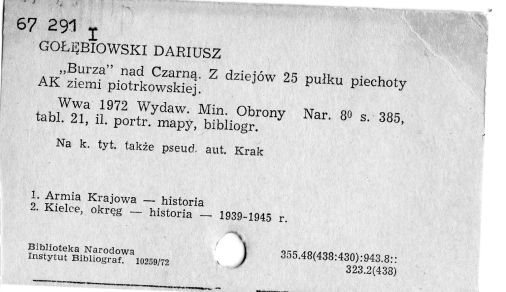 67 291 I
GOŁĘBIOWSKI DARIUSZ
„Burza” nad Czarną. Z dziejów 25 pułku piechoty
AK ziemi piotrkowskiej.
Wwa 1972 Wydaw. Min. Obrony Nar. 8⁰ s. 385,
tabl. 21, il. portr. mapy, bibliogr.
Na k. tyt. także pseud. aut. Krak
1. Armia Krajowa — historia
2. Kielce, okręg — historia — 1939-1945 r.
Biblioteka Narodowa
Instytut Bibliograf. 10259/72
355.48(438:430):943.8::
323.2(438)